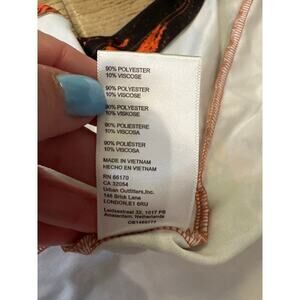 90% POLYESTER
10% VISCOSE
90% POLYESTER
10% VISCOSE
90% POLYESTER
10% VISKOSE
90% POLIESTERE
10% VISCOSA
90% POLIÉSTER
10% VISCOSA
MADE IN VIETNAM
HECHO EN VIETNAM
RN 66170
CA 32054
Urban Outfitters,Inc.
146 Brick Lane
LONDON,E1 6RU
Leidsestraat 32, 1017 PB
Amsterdam, Netherlands